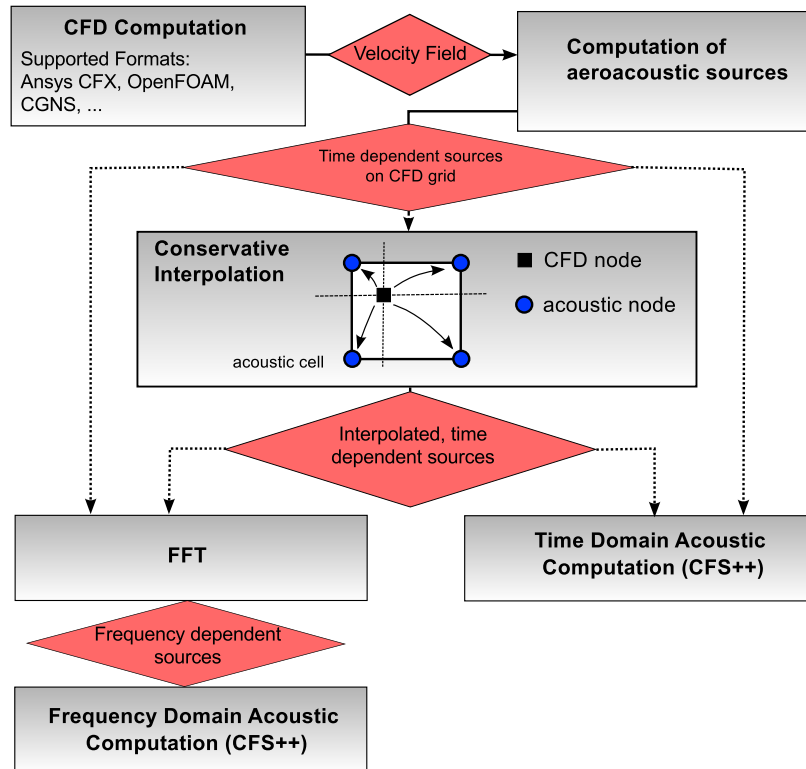 CFD Computation
Supported Formats:
Ansys CFX, OpenFOAM,
CGNS, ...
Velocity Field
Computation of
aeroacoustic sources
Time dependent sources
on CFD grid
Conservative
Interpolation
CFD node
acoustic node
acoustic cell
Interpolated, time
dependent sources
FFT
Time Domain Acoustic
Computation (CFS++)
Frequency dependent
sources
Frequency Domain Acoustic
Computation (CFS++)